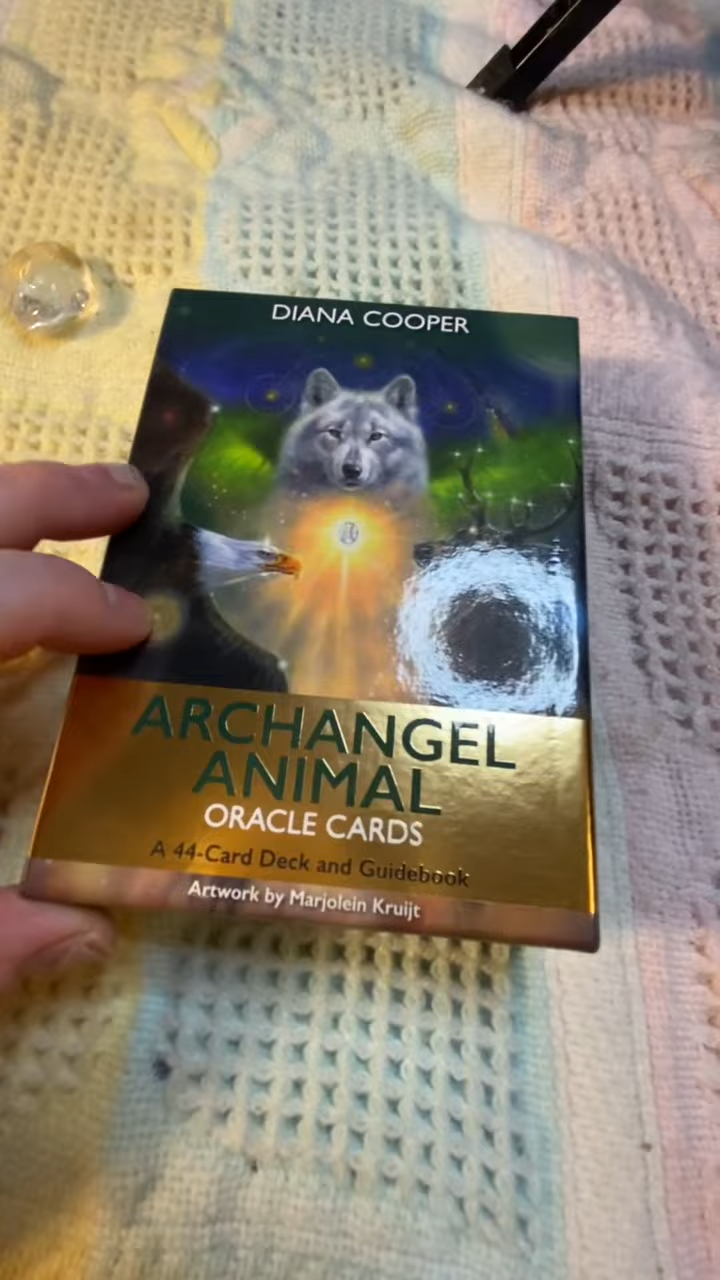 DIANA COOPER
ARCHANGEL
ANIMAL
ORACLE CARDS
A 44-Card Deck and Guidebook
Artwork by Marjolein Kruijt